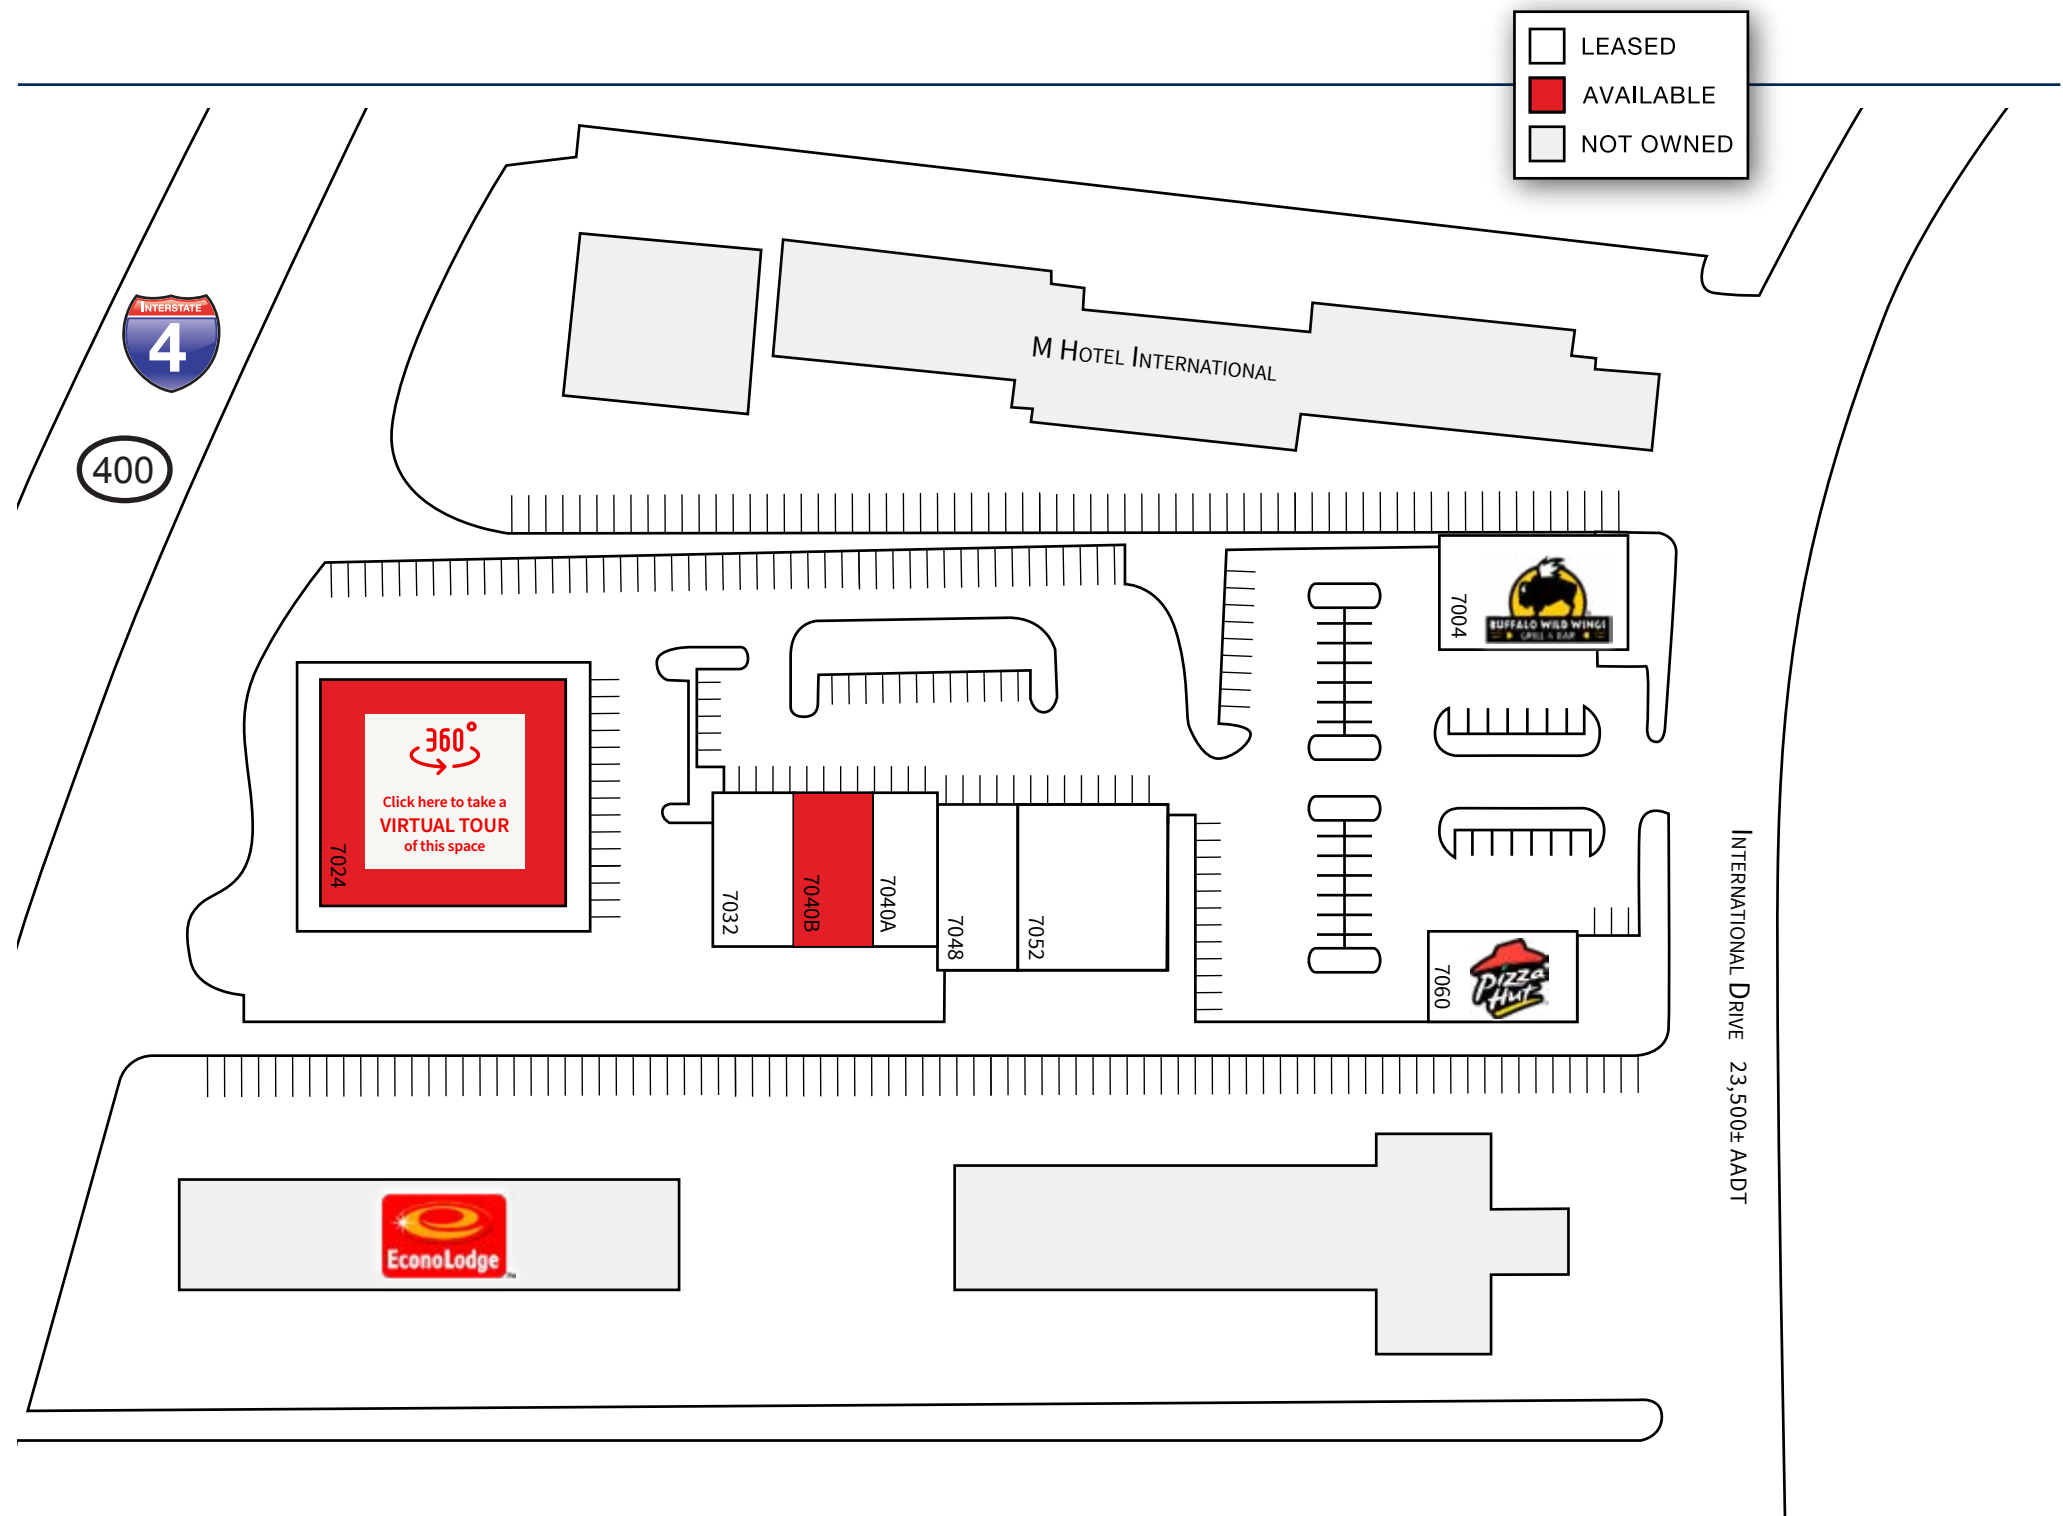 LEASED
AVAILABLE
NOT OWNED
INTERSTATE
4
400
M HOTEL INTERNATIONAL
7004
BUFFALO WILD WINGS
GRILL & BAR
360°
Click here to take a
VIRTUAL TOUR
of this space
7024
7032
7040B
7040A
7048
7052
7060
Pizza
Hut
INTERNATIONAL DRIVE 23,500± AADT
EconoLodge